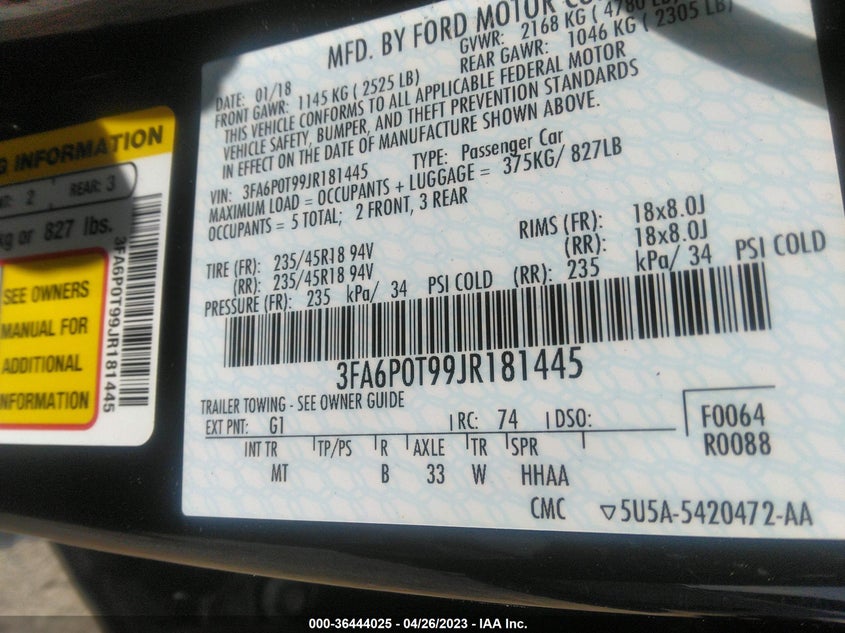 MFD. BY FORD MOTOR CO
DATE: 01/18 GVWR: 2168 KG ( 4780 LB
FRONT GAWR: 1145 KG ( 2525 LB) REAR GAWR: 1046 KG ( 2305 LB)
THIS VEHICLE CONFORMS TO ALL APPLICABLE FEDERAL MOTOR
VEHICLE SAFETY, BUMPER, AND THEFT PREVENTION STANDARDS
IN EFFECT ON THE DATE OF MANUFACTURE SHOWN ABOVE.
VIN: 3FA6P0T99JR181445 TYPE: Passenger Car
MAXIMUM LOAD = OCCUPANTS + LUGGAGE = 375KG/ 827LB
OCCUPANTS = 5 TOTAL; 2 FRONT, 3 REAR
TIRE (FR): 235/45R18 94V RIMS (FR): 18x8.0J
(RR): 235/45R18 94V (RR): 18x8.0J
PRESSURE (FR): 235 kPa/ 34 PSI COLD (RR): 235 kPa/ 34 PSI COLD
3FA6P0T99JR181445
TRAILER TOWING - SEE OWNER GUIDE
EXT PNT: G1 RC: 74 DSO: F0064
INT TR TP/PS R AXLE TR SPR R0088
MT B 33 W HHAA
CMC 5U5A-5420472-AA
G INFORMATION
2 REAR: 3
kg or 827 lbs.
SEE OWNERS
MANUAL FOR
ADDITIONAL
INFORMATION
3FA6P0T99JR181445
000-36444025 - 04/26/2023 - IAA Inc.